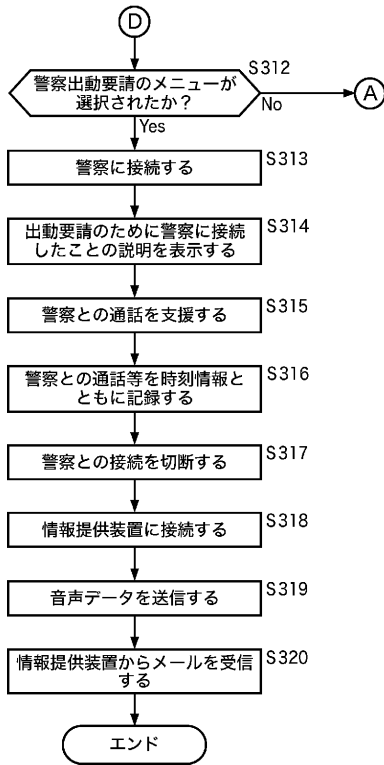 D
警察出動要請のメニューが
選択されたか？
S312
No
A
Yes
警察に接続する
S313
出動要請のために警察に接続
したことの説明を表示する
S314
警察との通話を支援する
S315
警察との通話等を時刻情報と
ともに記録する
S316
警察との接続を切断する
S317
情報提供装置に接続する
S318
音声データを送信する
S319
情報提供装置からメールを受信
する
S320
エンド